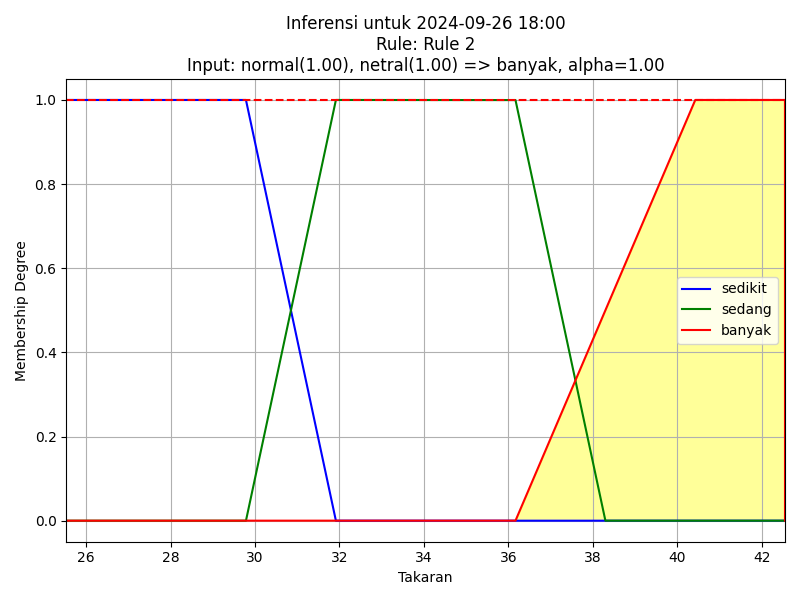 Inferensi untuk 2024-09-26 18:00
Rule: Rule 2
Input: normal(1.00), netral(1.00) => banyak, alpha=1.00
Membership Degree
1.0
0.8
0.6
0.4
0.2
0.0
sedikit
sedang
banyak
26 28 30 32 34 36 38 40 42
Takaran